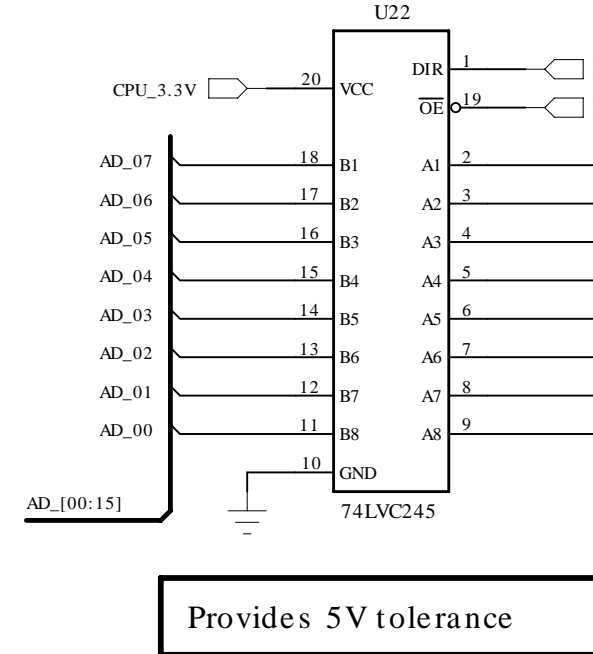 U22
DIR 1
CPU_3.3V 20 VCC
OE 19
AD_07 18 B1 A1 2
AD_06 17 B2 A2 3
AD_05 16 B3 A3 4
AD_04 15 B4 A4 5
AD_03 14 B5 A5 6
AD_02 13 B6 A6 7
AD_01 12 B7 A7 8
AD_00 11 B8 A8 9
10 GND
AD_[00:15]
74LVC245
Provides 5V tolerance